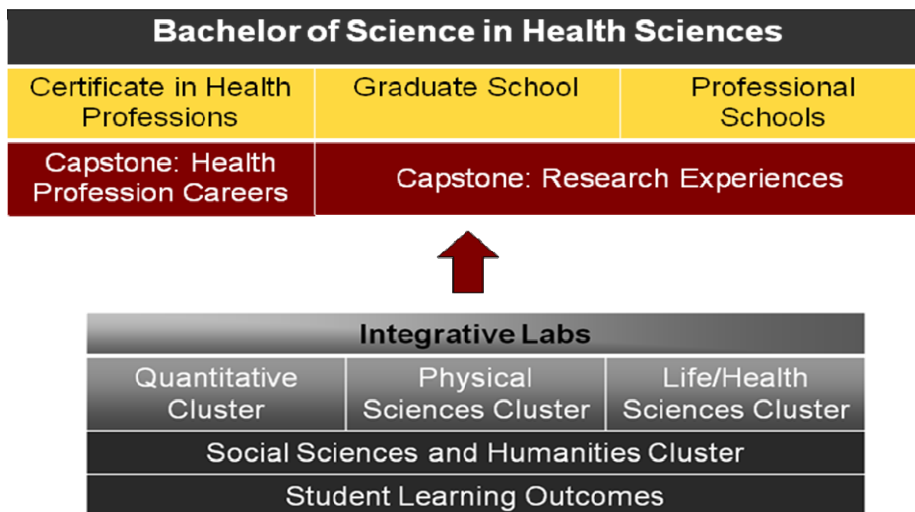 Bachelor of Science in Health Sciences
Certificate in Health
Professions
Graduate School
Professional
Schools
Capstone: Health
Profession Careers
Capstone: Research Experiences
Integrative Labs
Quantitative
Cluster
Physical
Sciences Cluster
Life/Health
Sciences Cluster
Social Sciences and Humanities Cluster
Student Learning Outcomes